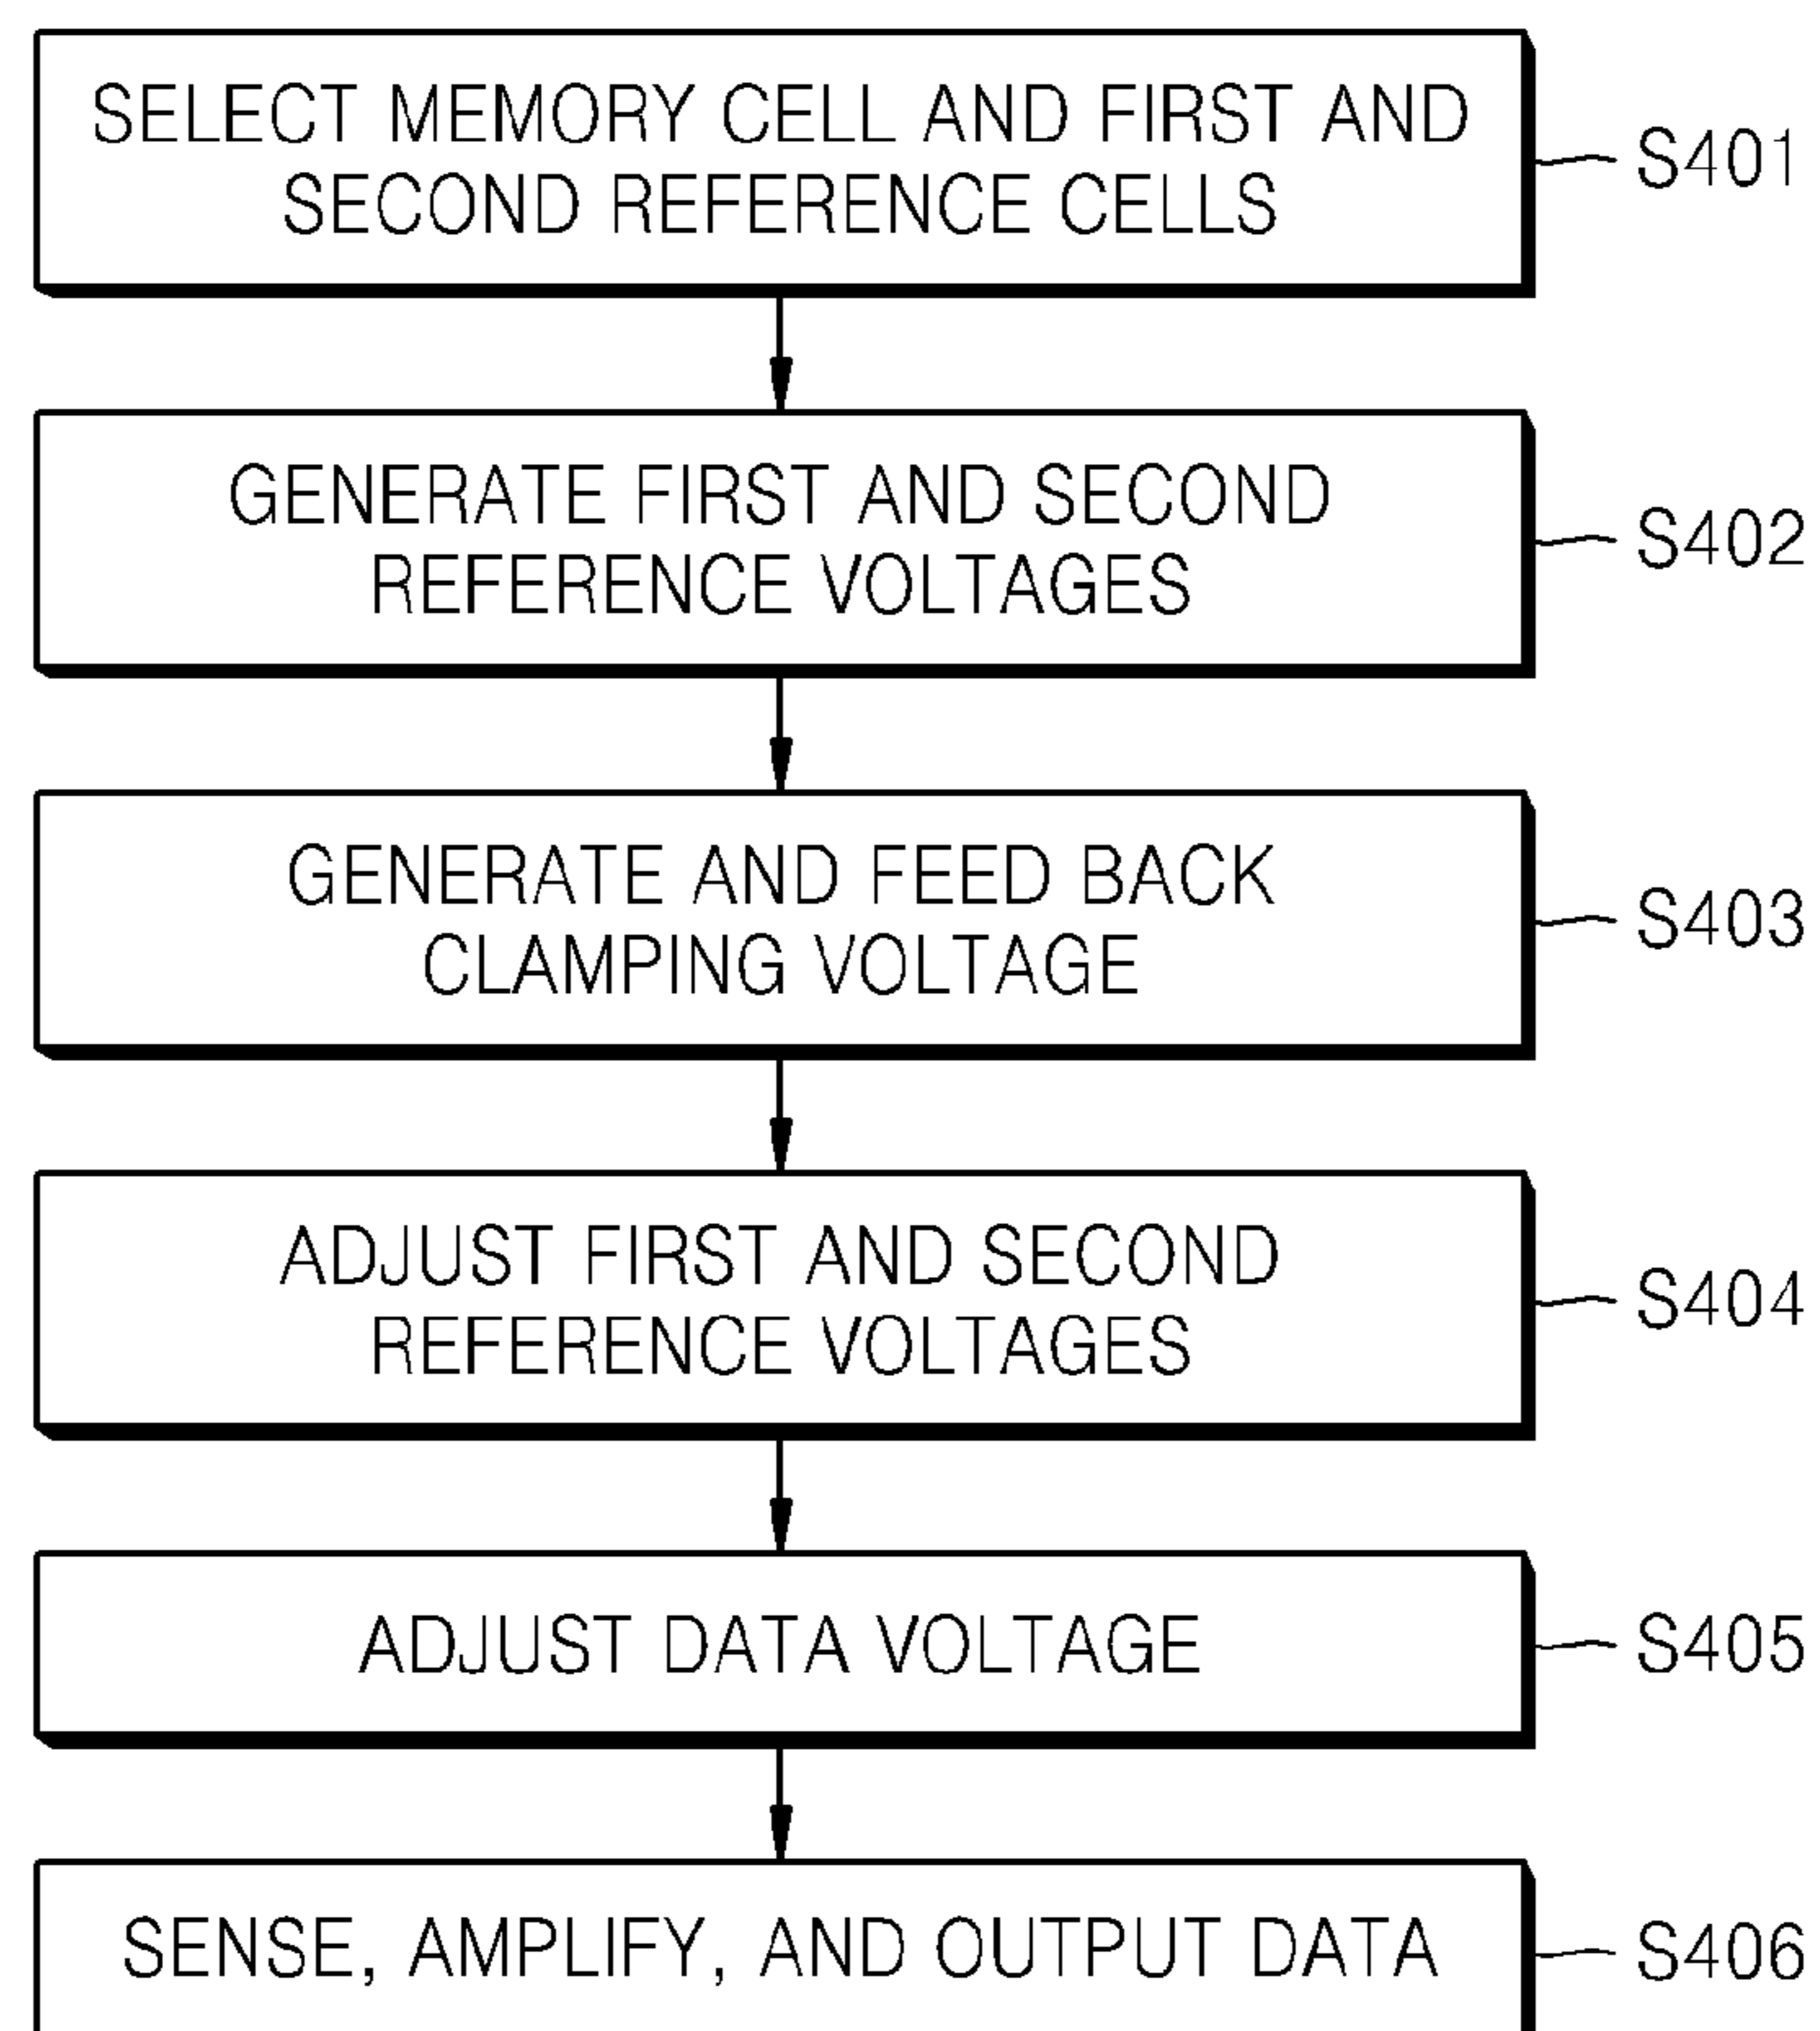 SELECT MEMORY CELL AND FIRST AND
SECOND REFERENCE CELLS
S401
GENERATE FIRST AND SECOND
REFERENCE VOLTAGES
S402
GENERATE AND FEED BACK
CLAMPING VOLTAGE
S403
ADJUST FIRST AND SECOND
REFERENCE VOLTAGES
S404
ADJUST DATA VOLTAGE
S405
SENSE, AMPLIFY, AND OUTPUT DATA
S406